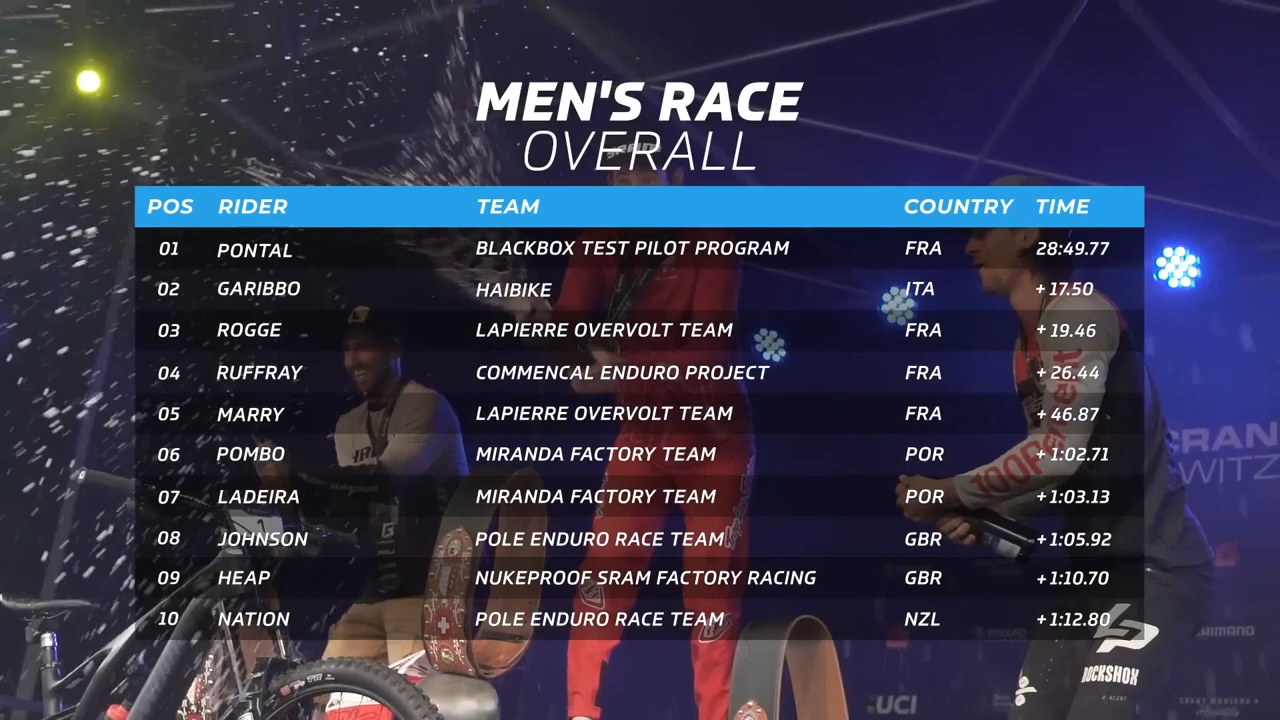 MEN'S RACE
OVERALL
POS RIDER TEAM COUNTRY TIME
01 PONTAL BLACKBOX TEST PILOT PROGRAM FRA 28:49.77
02 GARIBBO HAIBIKE ITA + 17.50
03 ROGGE LAPIERRE OVERVOLT TEAM FRA + 19.46
04 RUFFRAY COMMENCAL ENDURO PROJECT FRA + 26.44
05 MARRY LAPIERRE OVERVOLT TEAM FRA + 46.87
06 POMBO MIRANDA FACTORY TEAM POR + 1:02.71
07 LADEIRA MIRANDA FACTORY TEAM POR + 1:03.13
08 JOHNSON POLE ENDURO RACE TEAM GBR + 1:05.92
09 HEAP NUKEPROOF SRAM FACTORY RACING GBR + 1:10.70
10 NATION POLE ENDURO RACE TEAM NZL + 1:12.80
100Percent
CRAN
WITZ
1
SHIMANO
ROCKSHOX
UCI